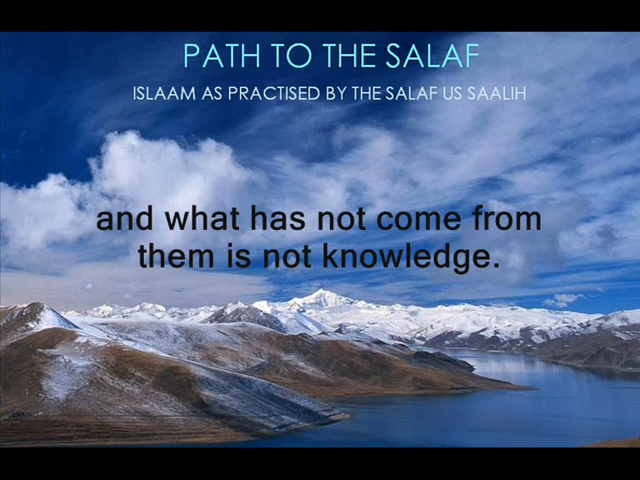 PATH TO THE SALAF
ISLAAM AS PRACTISED BY THE SALAF US SAALIH
and what has not come from
them is not knowledge.